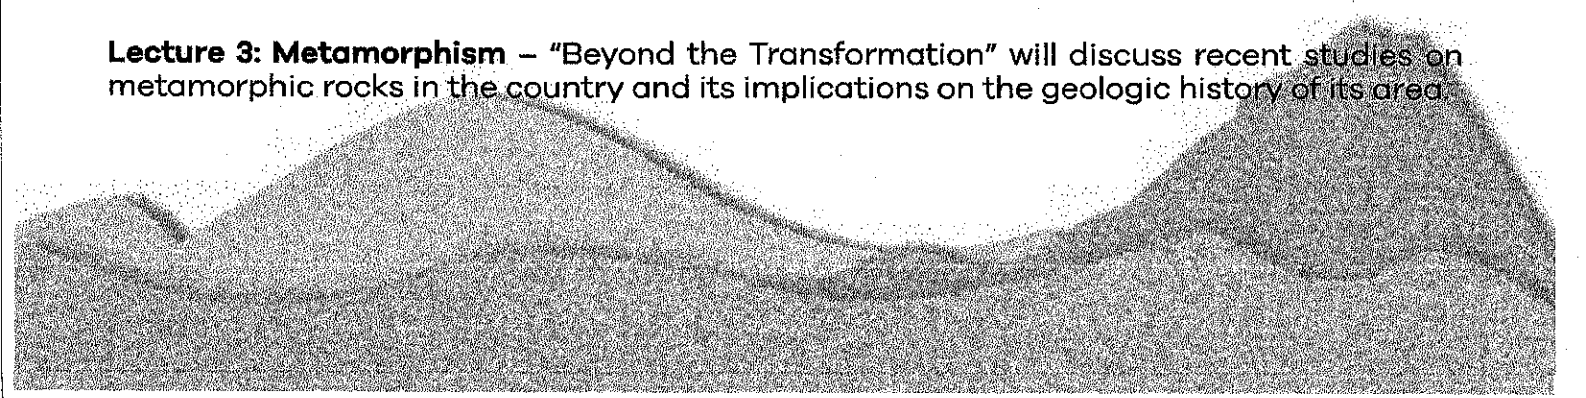 Lecture 3: Metamorphism – “Beyond the Transformation” will discuss recent studies on
metamorphic rocks in the country and its implications on the geologic history of its area.